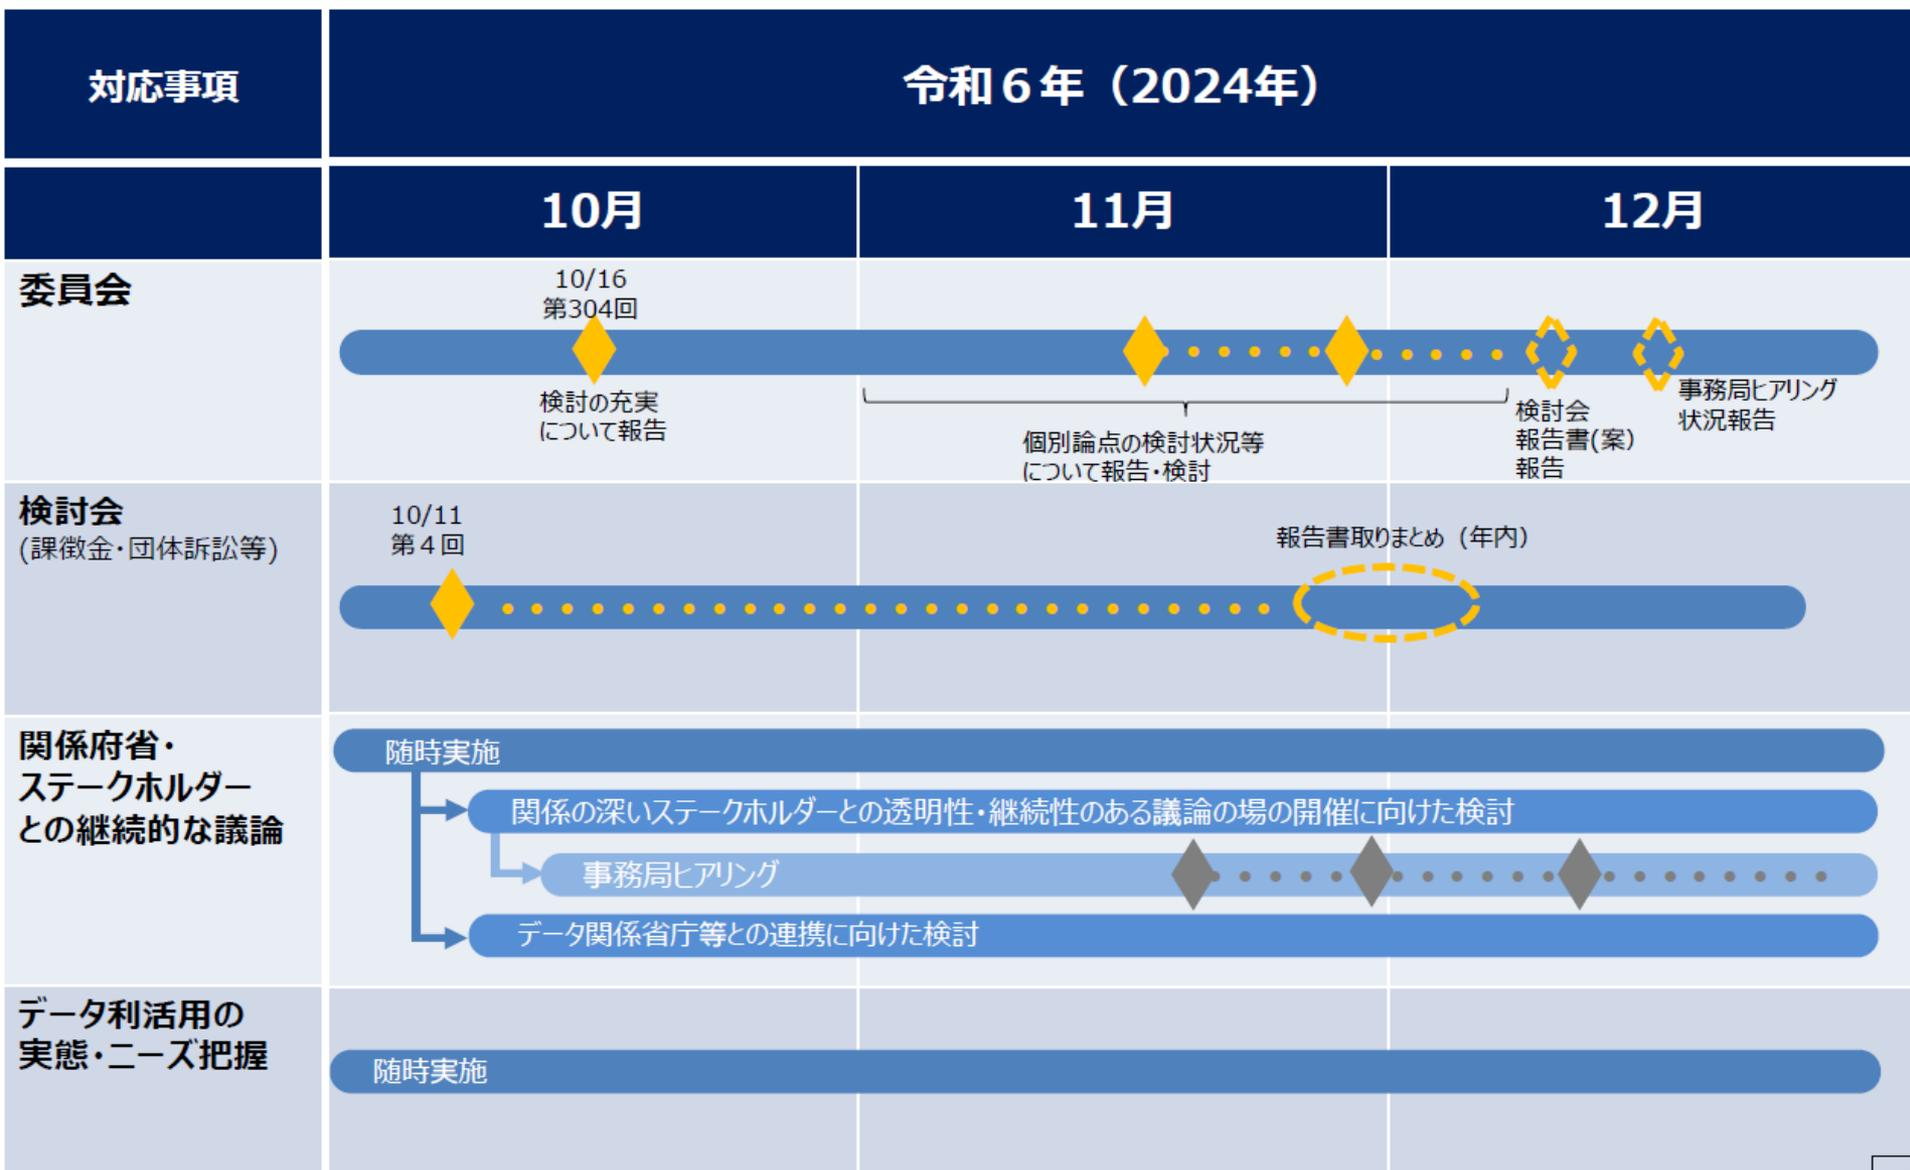 対応事項
令和６年（2024年）
10月
11月
12月
委員会
10/16
第304回
検討の充実
について報告
個別論点の検討状況等
について報告・検討
検討会
報告書(案)
報告
事務局ヒアリング
状況報告
検討会
(課徴金・団体訴訟等)
10/11
第４回
報告書取りまとめ（年内）
関係府省・
ステークホルダー
との継続的な議論
随時実施
関係の深いステークホルダーとの透明性・継続性のある議論の場の開催に向けた検討
事務局ヒアリング
データ関係省庁等との連携に向けた検討
データ利活用の
実態・ニーズ把握
随時実施